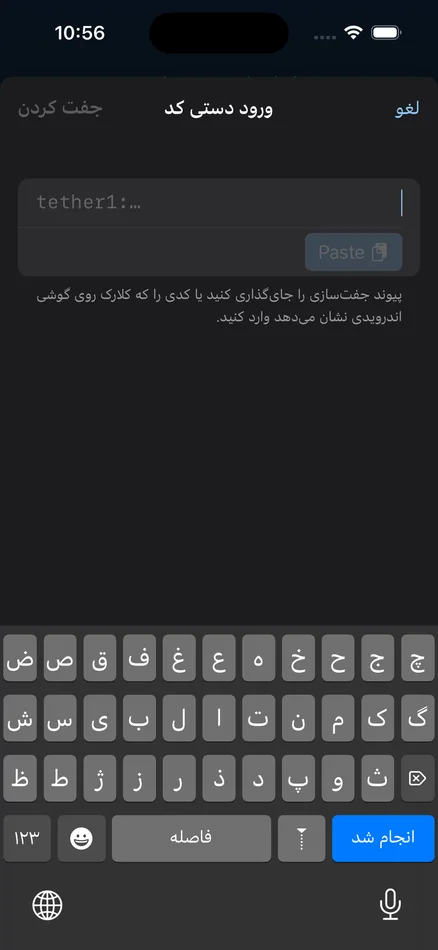 10:56
لغو
ورود دستی کد
جفت کردن
tether1:…
Paste
پیوند جفت‌سازی را جای‌گذاری کنید یا کدی را که کلارک روی گوشی
اندرویدی نشان می‌دهد وارد کنید.
ض ص ق ف غ ع ه خ ح ج چ
ش س ی ب ل ا ت ن م ک گ
ظ ط ژ ز ر ذ د پ و ث
۱۲۳
فاصله
انجام شد